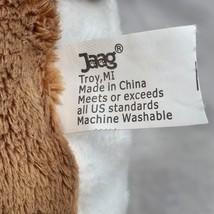 Jaag®
Troy,MI
Made in China
Meets or exceeds
all US standards
Machine Washable